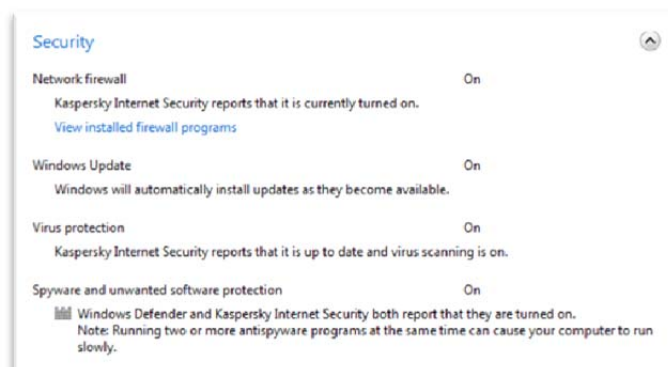 Security
Network firewall On
Kaspersky Internet Security reports that it is currently turned on.
View installed firewall programs
Windows Update On
Windows will automatically install updates as they become available.
Virus protection On
Kaspersky Internet Security reports that it is up to date and virus scanning is on.
Spyware and unwanted software protection On
Windows Defender and Kaspersky Internet Security both report that they are turned on.
Note: Running two or more antispyware programs at the same time can cause your computer to run
slowly.